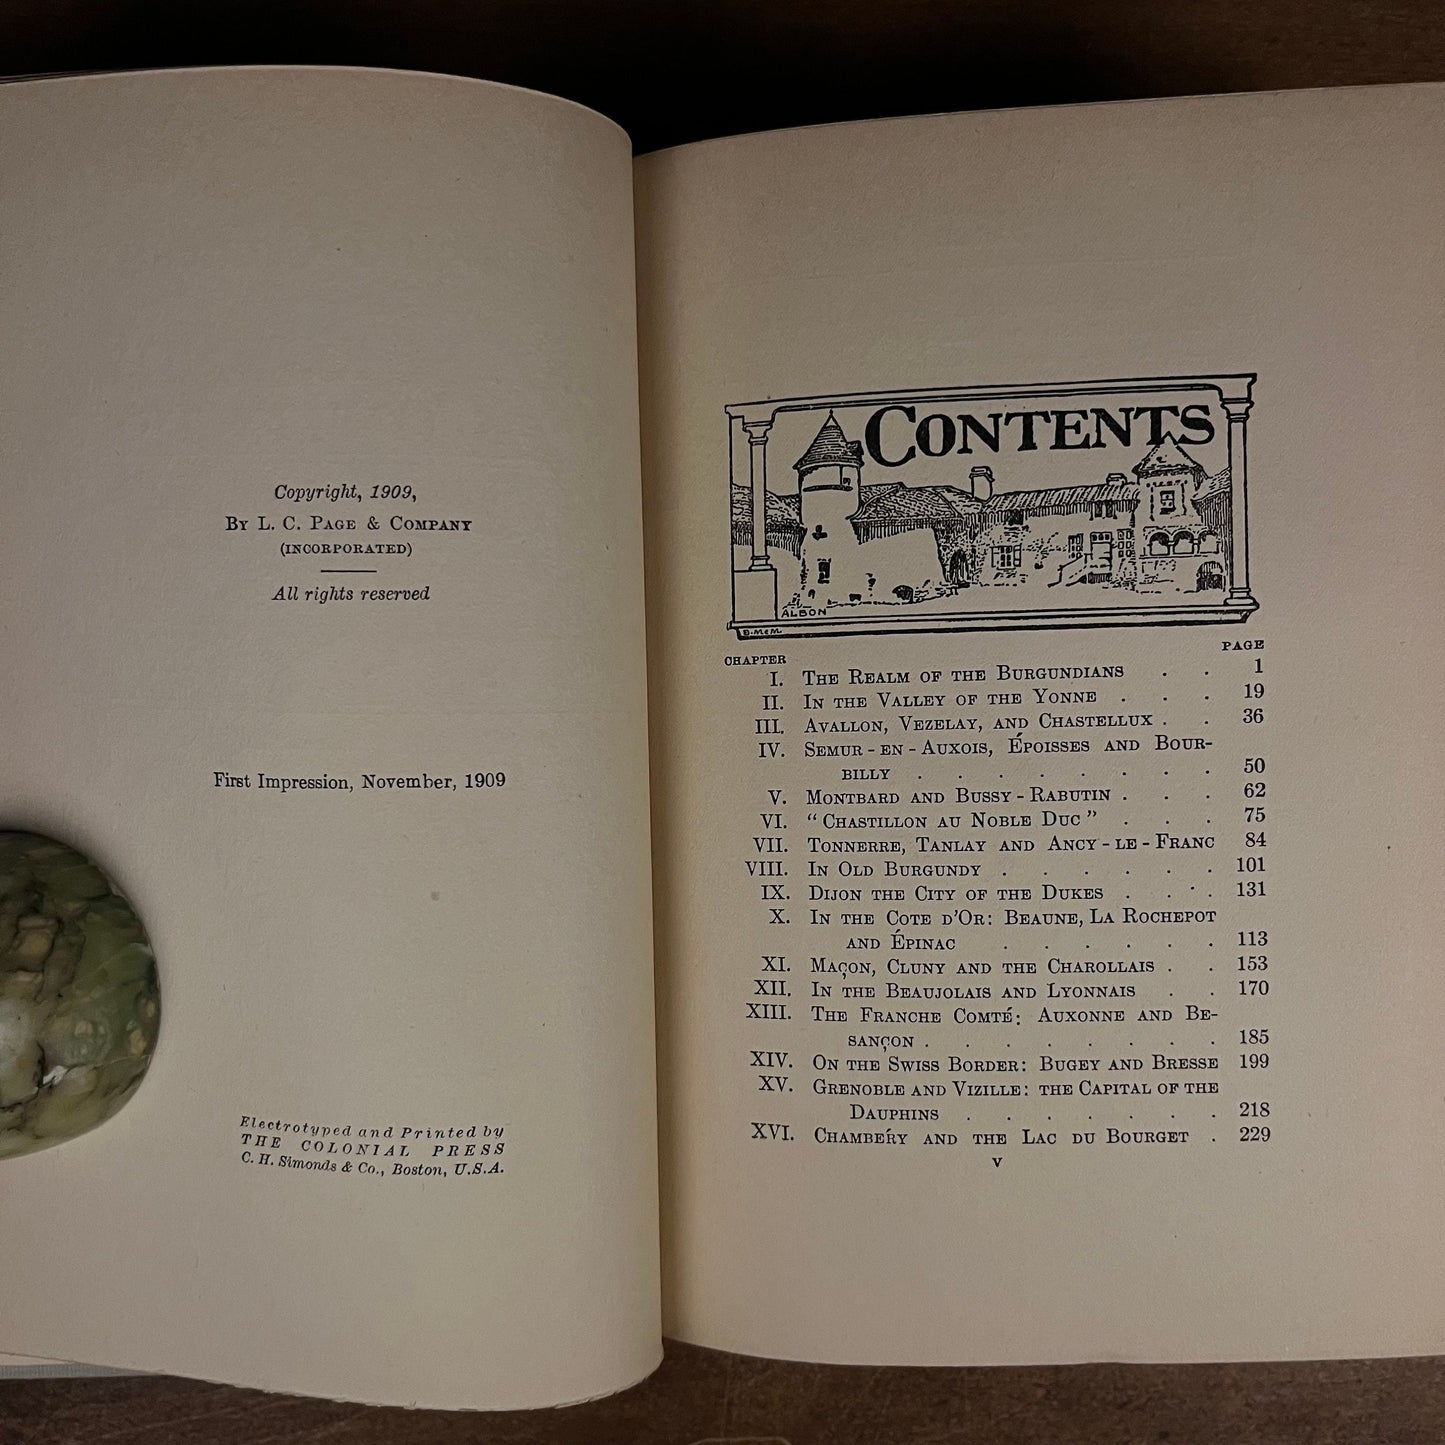 Copyright, 1909,
By L. C. Page & Company
(INCORPORATED)
All rights reserved
First Impression, November, 1909
Electrotyped and Printed by
THE COLONIAL PRESS
C. H. Simonds & Co., Boston, U.S.A.
CONTENTS
ALBON
B. McM
CHAPTER PAGE
I. The Realm of the Burgundians . . 1
II. In the Valley of the Yonne . . . 19
III. Avallon, Vezelay, and Chastellux . . 36
IV. Semur-en-Auxois, Époisses and Bour-
billy . . . . . . . . 50
V. Montbard and Bussy-Rabutin . . . 62
VI. "Chastillon au Noble Duc" . . . 75
VII. Tonnerre, Tanlay and Ancy-le-Franc 84
VIII. In Old Burgundy . . . . . . 101
IX. Dijon the City of the Dukes . . . 131
X. In the Cote d'Or: Beaune, La Rochepot
and Épinac . . . . . . 113
XI. Maçon, Cluny and the Charollais . . 153
XII. In the Beaujolais and Lyonnais . . 170
XIII. The Franche Comté: Auxonne and Be-
sançon . . . . . . . . 185
XIV. On the Swiss Border: Bugey and Bresse 199
XV. Grenoble and Vizille: the Capital of the
Dauphins . . . . . . . 218
XVI. Chambéry and the Lac du Bourget . 229
v